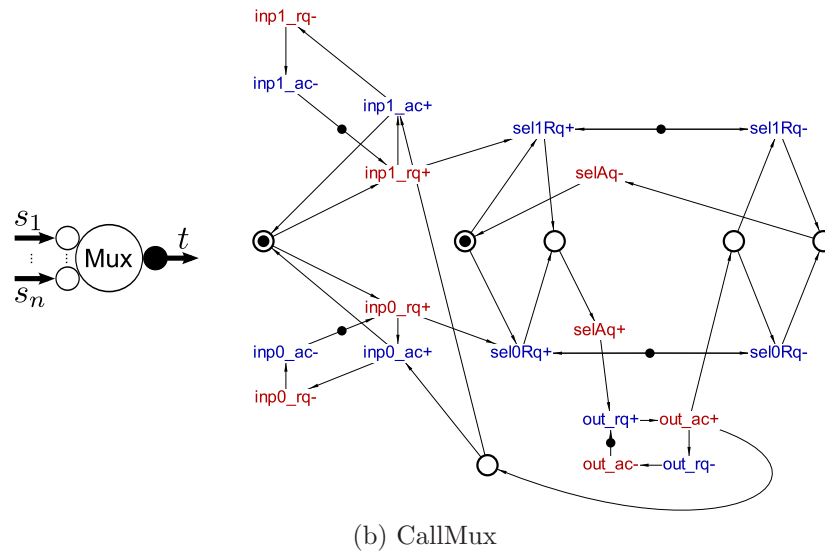 inp1_rq-
inp1_ac-
inp1_ac+
sel1Rq+
sel1Rq-
inp1_rq+
selAq-
s1
Mux
t
sn
inp0_rq+
selAq+
inp0_ac-
inp0_ac+
sel0Rq+
sel0Rq-
inp0_rq-
out_rq+
out_ac+
out_ac-
out_rq-
(b) CallMux